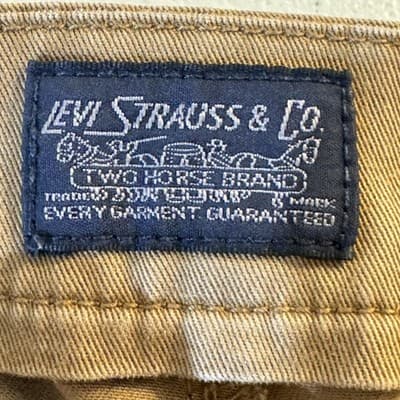 LEVI STRAUSS & CO.
TWO HORSE BRAND
TRADE MARK
EVERY GARMENT GUARANTEED